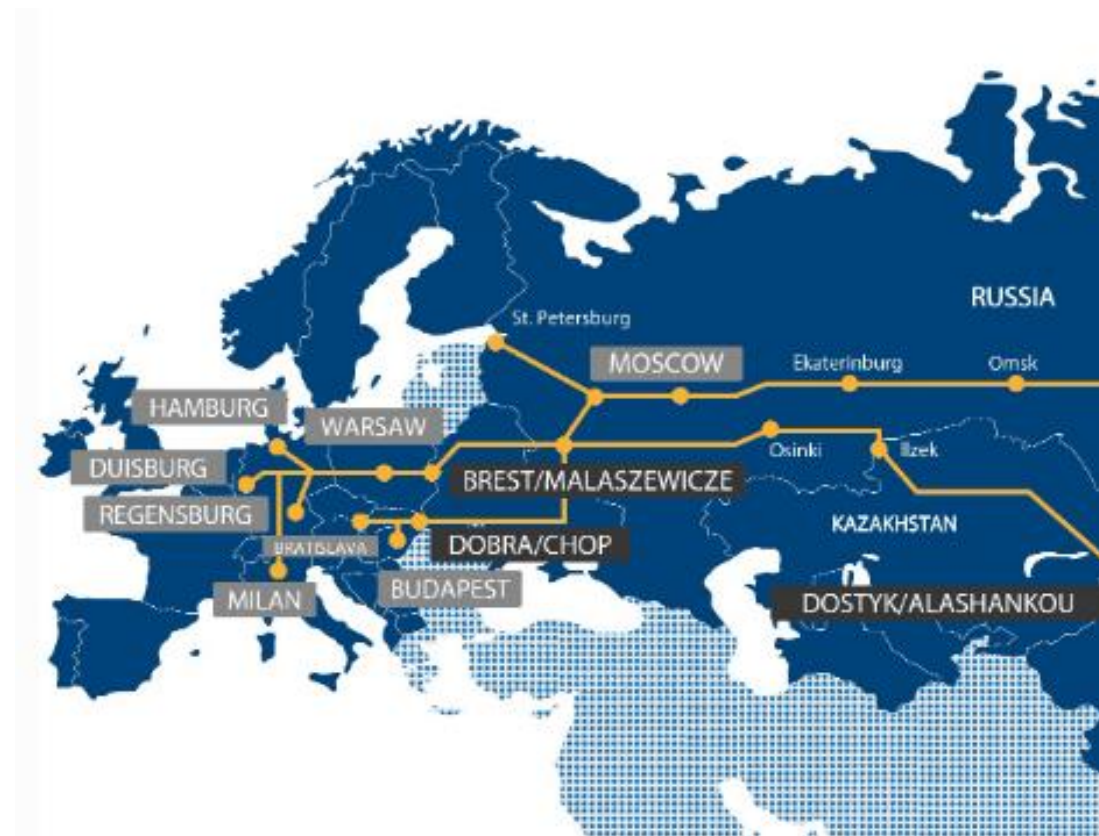 RUSSIA
St. Petersburg
MOSCOW
Ekaterinburg
Omsk
HAMBURG
WARSAW
DUISBURG
Osinki
Ilzek
BREST/MALASZEWICZE
REGENSBURG
KAZAKHSTAN
BRATISLAVA
DOBRA/CHOP
BUDAPEST
MILAN
DOSTYK/ALASHANKOU